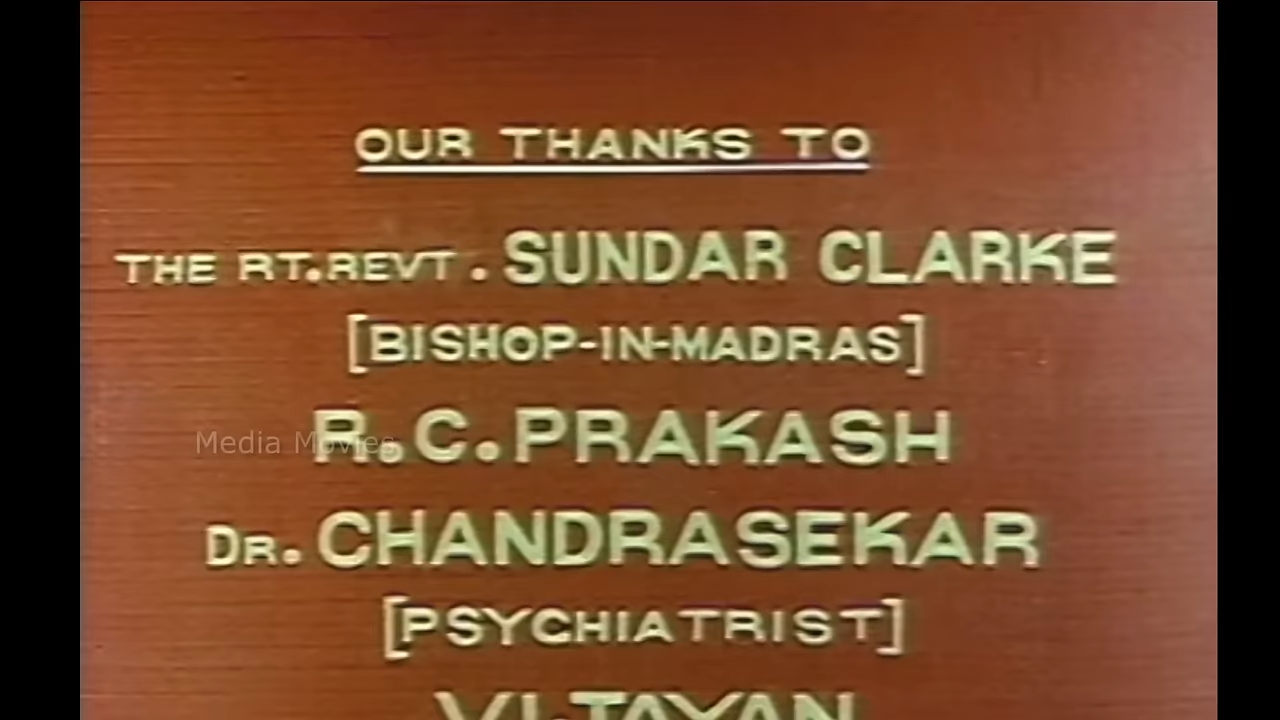 OUR THANKS TO
THE RT.REVT. SUNDAR CLARKE
[BISHOP-IN-MADRAS]
R.C.PRAKASH
Media Movies
DR. CHANDRASEKAR
[PSYCHIATRIST]